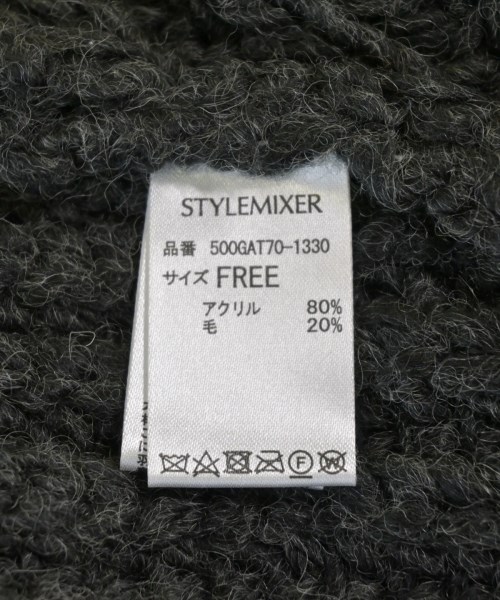 STYLEMIXER
品番 500GAT70-1330
サイズ FREE
アクリル 80%
毛 20%
F W